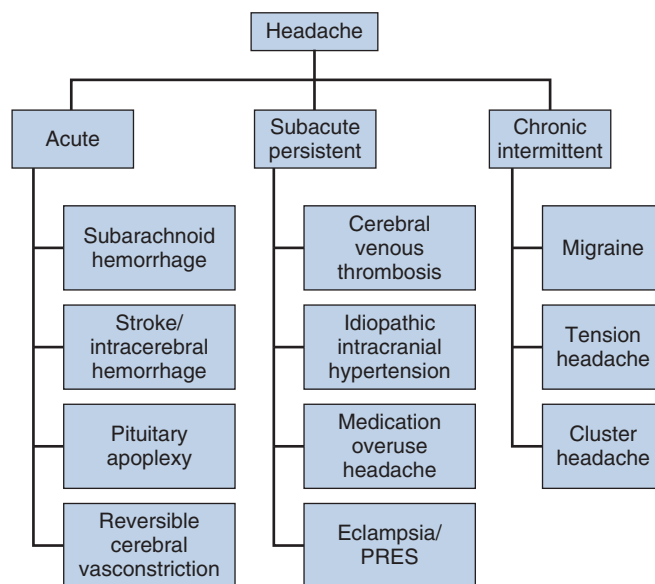 Headache
Acute
Subarachnoid
hemorrhage
Stroke/
intracerebral
hemorrhage
Pituitary
apoplexy
Reversible
cerebral
vasconstriction
Subacute
persistent
Cerebral
venous
thrombosis
Idiopathic
intracranial
hypertension
Medication
overuse
headache
Eclampsia/
PRES
Chronic
intermittent
Migraine
Tension
headache
Cluster
headache